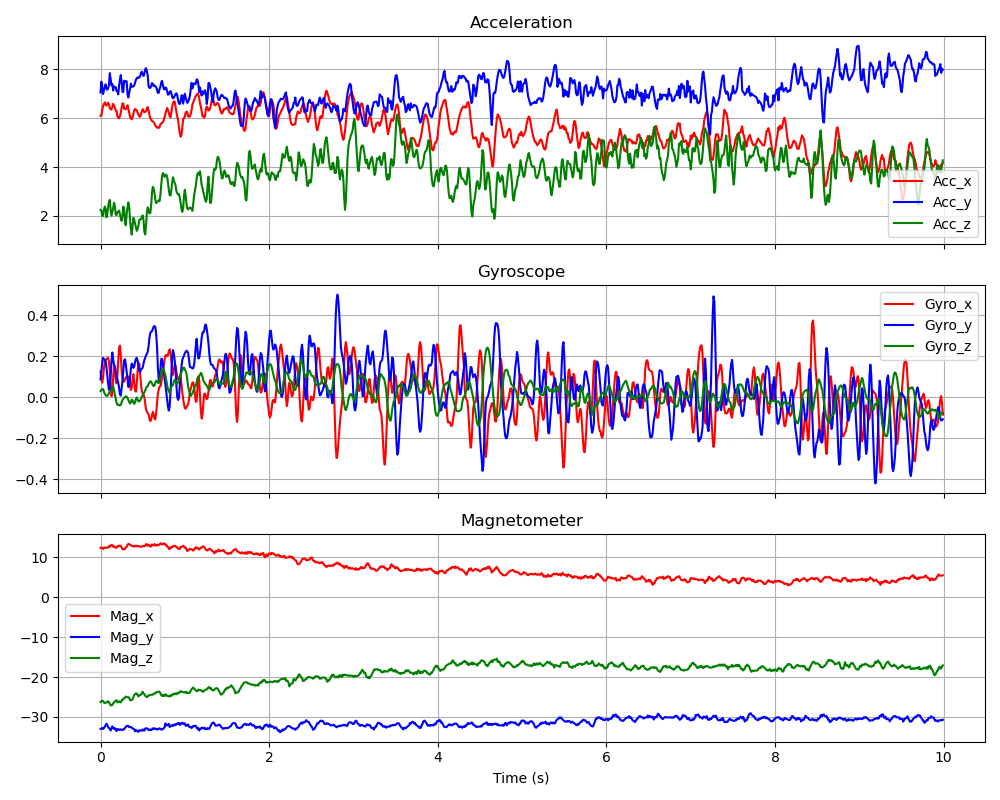 Acceleration
8
6
4
2
Acc_x
Acc_y
Acc_z
Gyroscope
0.4
0.2
0.0
−0.2
−0.4
Gyro_x
Gyro_y
Gyro_z
Magnetometer
10
0
−10
−20
−30
Mag_x
Mag_y
Mag_z
0 2 4 6 8 10
Time (s)